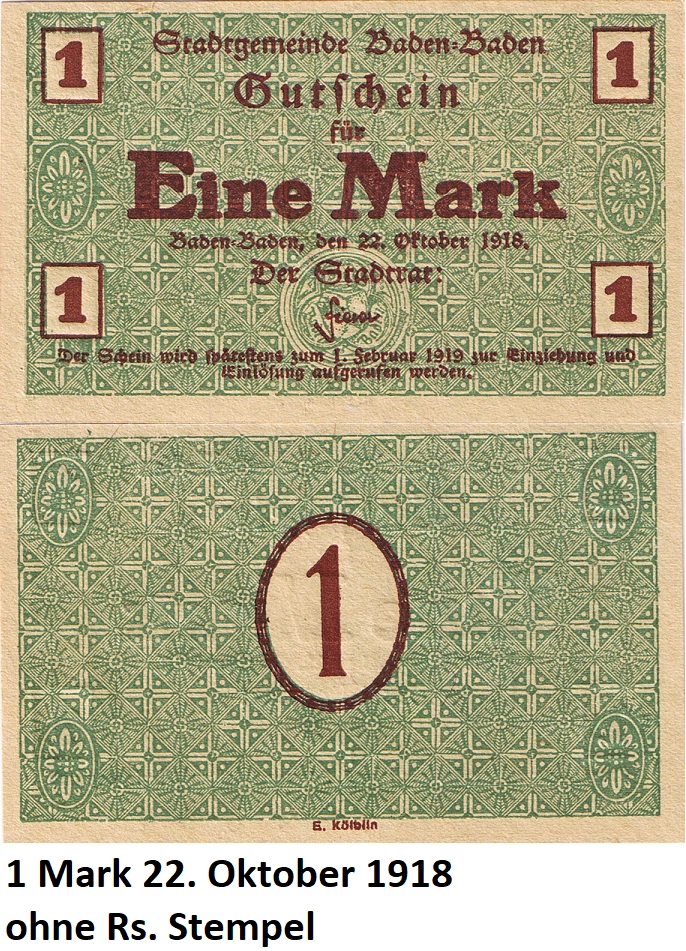 1 Stadtgemeinde Baden-Baden 1
Gutschein
für
Eine Mark
Baden-Baden, den 22. Oktober 1918.
Der Stadtrat:
1 1
Der Schein wird spätestens zum 1. Februar 1919 zur Einziehung und
Einlösung aufgerufen werden.
1
E. Kölblin
1 Mark 22. Oktober 1918
ohne Rs. Stempel